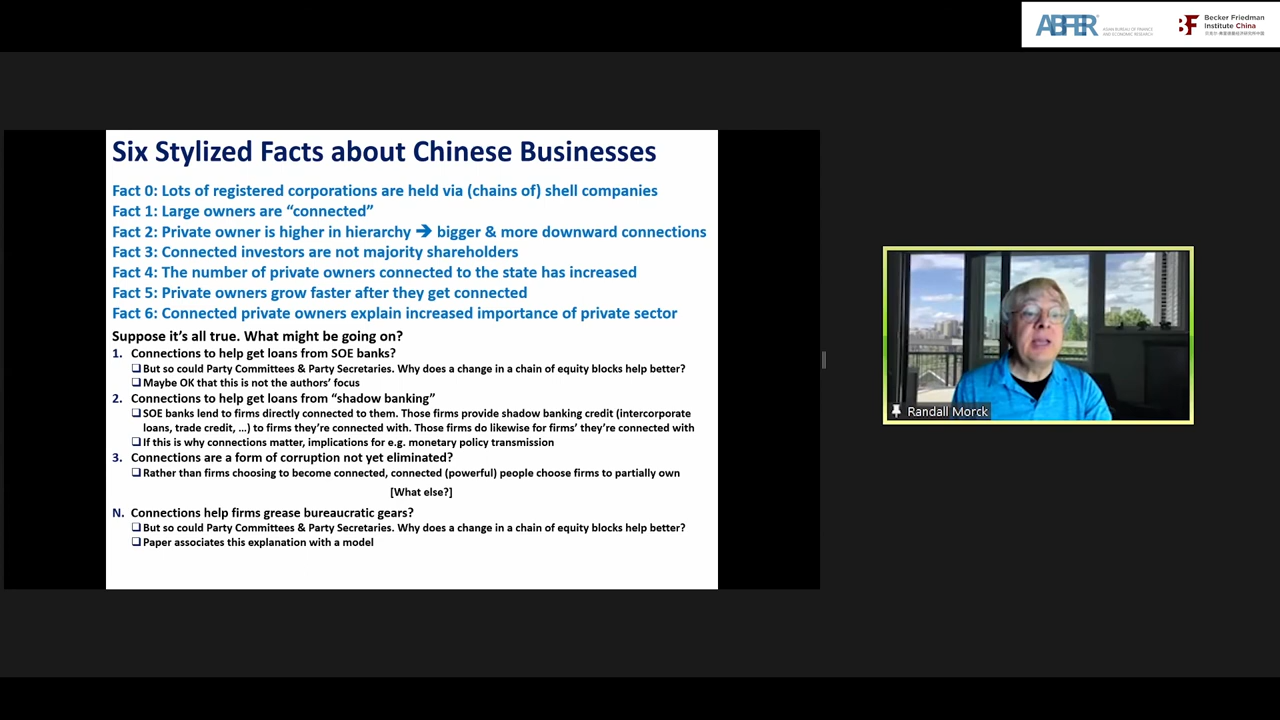 ABFER
ASIAN BUREAU OF FINANCE
AND ECONOMIC RESEARCH
BF
Becker Friedman
Institute China
Six Stylized Facts about Chinese Businesses
Fact 0: Lots of registered corporations are held via (chains of) shell companies
Fact 1: Large owners are “connected”
Fact 2: Private owner is higher in hierarchy ➔ bigger & more downward connections
Fact 3: Connected investors are not majority shareholders
Fact 4: The number of private owners connected to the state has increased
Fact 5: Private owners grow faster after they get connected
Fact 6: Connected private owners explain increased importance of private sector
Suppose it’s all true. What might be going on?
1. Connections to help get loans from SOE banks?
❑ But so could Party Committees & Party Secretaries. Why does a change in a chain of equity blocks help better?
❑ Maybe OK that this is not the authors’ focus
2. Connections to help get loans from “shadow banking”
❑ SOE banks lend to firms directly connected to them. Those firms provide shadow banking credit (intercorporate
loans, trade credit, …) to firms they’re connected with. Those firms do likewise for firms’ they’re connected with
❑ If this is why connections matter, implications for e.g. monetary policy transmission
3. Connections are a form of corruption not yet eliminated?
❑ Rather than firms choosing to become connected, connected (powerful) people choose firms to partially own
[What else?]
N. Connections help firms grease bureaucratic gears?
❑ But so could Party Committees & Party Secretaries. Why does a change in a chain of equity blocks help better?
❑ Paper associates this explanation with a model
Randall Morck